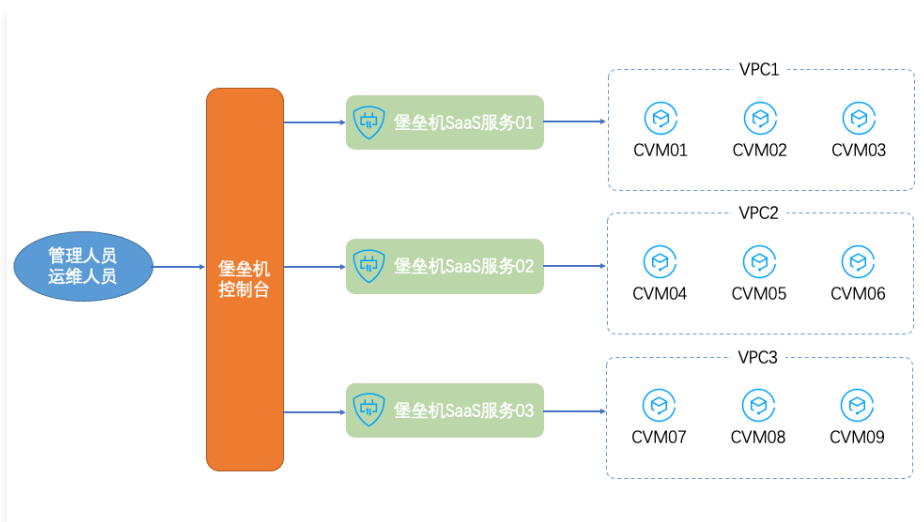 管理人员
运维人员
堡垒机
控制台
堡垒机SaaS服务01
堡垒机SaaS服务02
堡垒机SaaS服务03
VPC1
CVM01
CVM02
CVM03
VPC2
CVM04
CVM05
CVM06
VPC3
CVM07
CVM08
CVM09